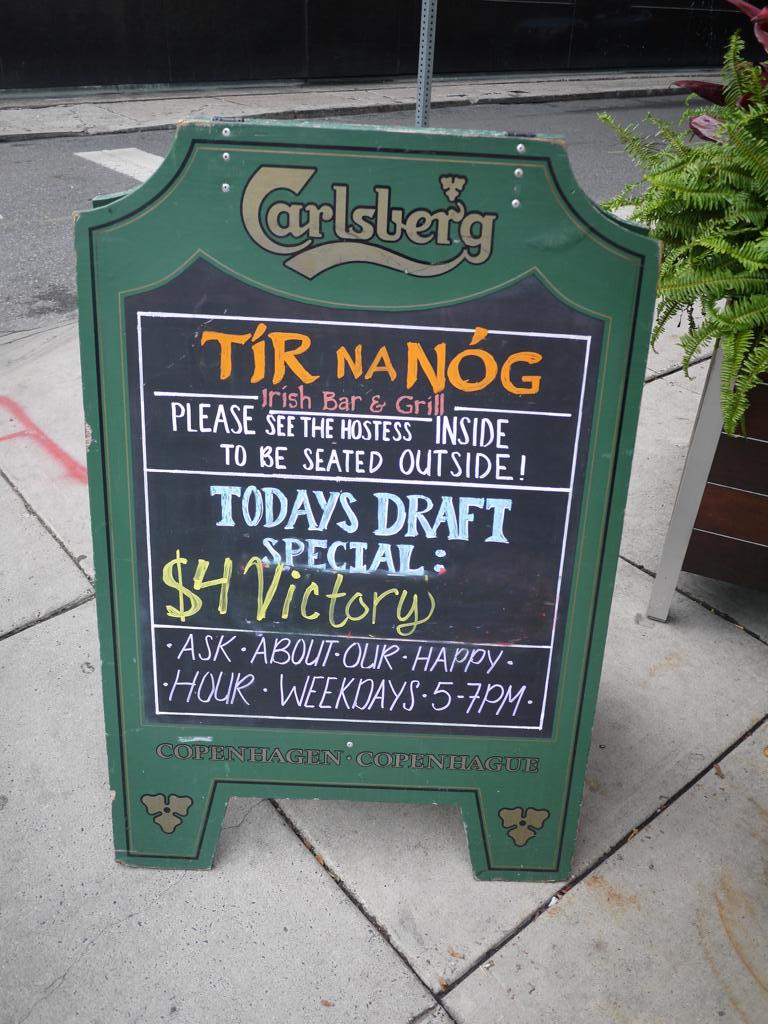 Carlsberg
TÍR NA NÓG
Irish Bar & Grill
PLEASE SEE THE HOSTESS INSIDE
TO BE SEATED OUTSIDE!
TODAYS DRAFT
SPECIAL:
$4 Victory
· ASK · ABOUT · OUR · HAPPY ·
· HOUR · WEEKDAYS · 5-7PM ·
COPENHAGEN · COPENHAGUE